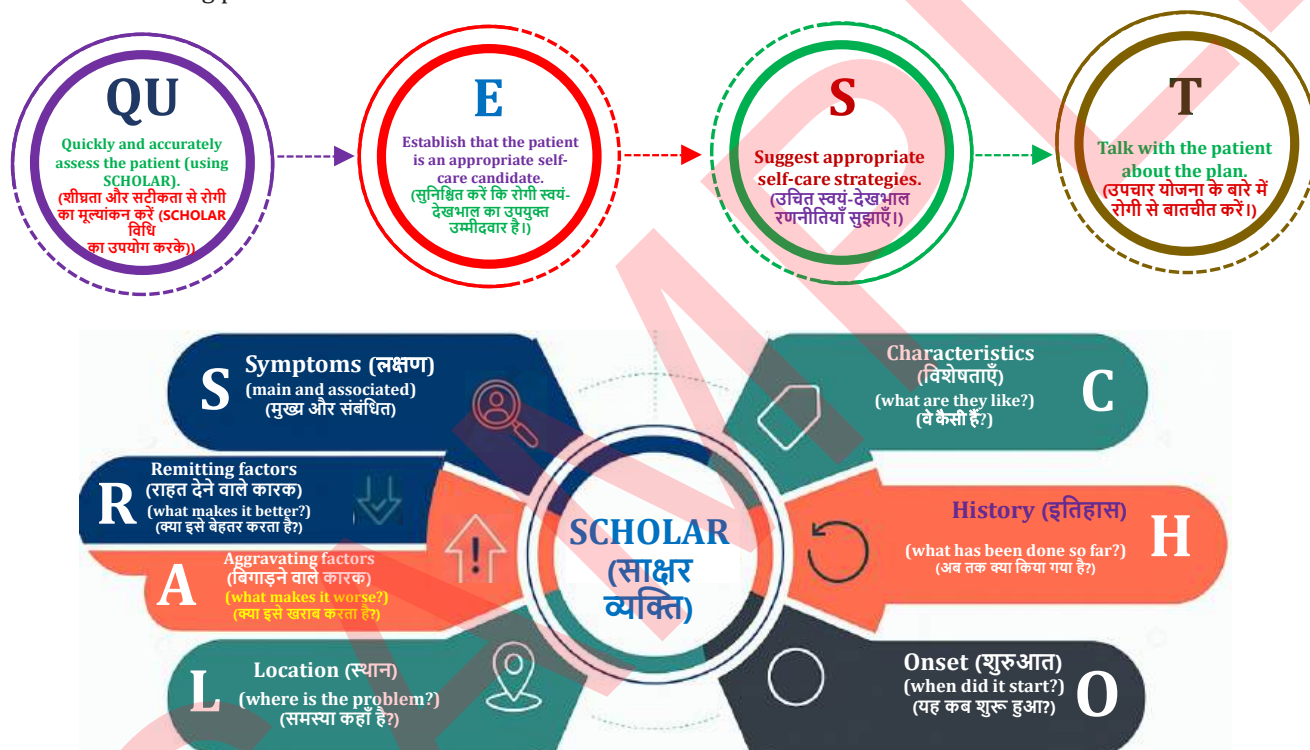 QU
Quickly and accurately
assess the patient (using
SCHOLAR).
(शीघ्रता और सटीकता से रोगी
का मूल्यांकन करें (SCHOLAR
विधि
का उपयोग करके))
E
Establish that the patient
is an appropriate self-
care candidate.
(सुनिश्चित करें कि रोगी स्वयं-
देखभाल का उपयुक्त
उम्मीदवार है।)
S
Suggest appropriate
self-care strategies.
(उचित स्वयं-देखभाल
रणनीतियाँ सुझाएँ।)
T
Talk with the patient
about the plan.
(उपचार योजना के बारे में
रोगी से बातचीत करें।)
SCHOLAR
(साक्षर
व्यक्ति)
S
Symptoms (लक्षण)
(main and associated)
(मुख्य और संबंधित)
C
Characteristics
(विशेषताएँ)
(what are they like?)
(वे कैसी हैं?)
H
History (इतिहास)
(what has been done so far?)
(अब तक क्या किया गया है?)
O
Onset (शुरुआत)
(when did it start?)
(यह कब शुरू हुआ?)
L
Location (स्थान)
(where is the problem?)
(समस्या कहाँ है?)
A
Aggravating factors
(बिगाड़ने वाले कारक)
(what makes it worse?)
(क्या इसे खराब करता है?)
R
Remitting factors
(राहत देने वाले कारक)
(what makes it better?)
(क्या इसे बेहतर करता है?)